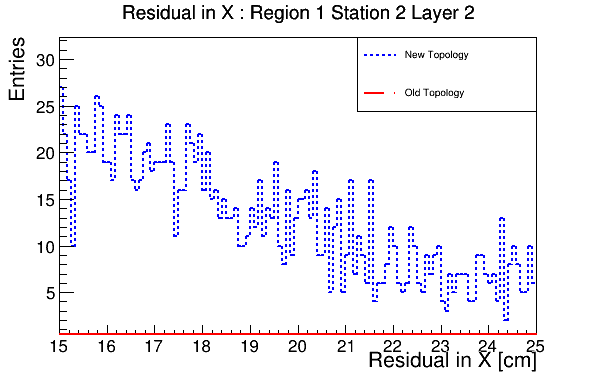 Residual in X : Region 1 Station 2 Layer 2
Entries
30
25
20
15
10
5
New Topology
Old Topology
15 16 17 18 19 20 21 22 23 24 25
Residual in X [cm]